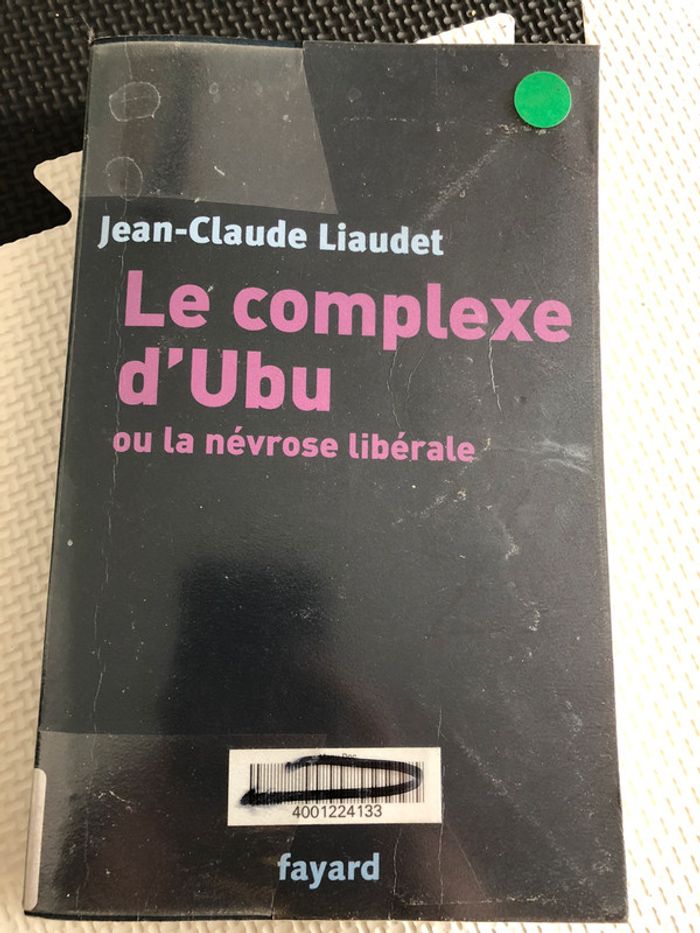 Jean-Claude Liaudet
Le complexe
d'Ubu
ou la névrose libérale
4001224133
fayard